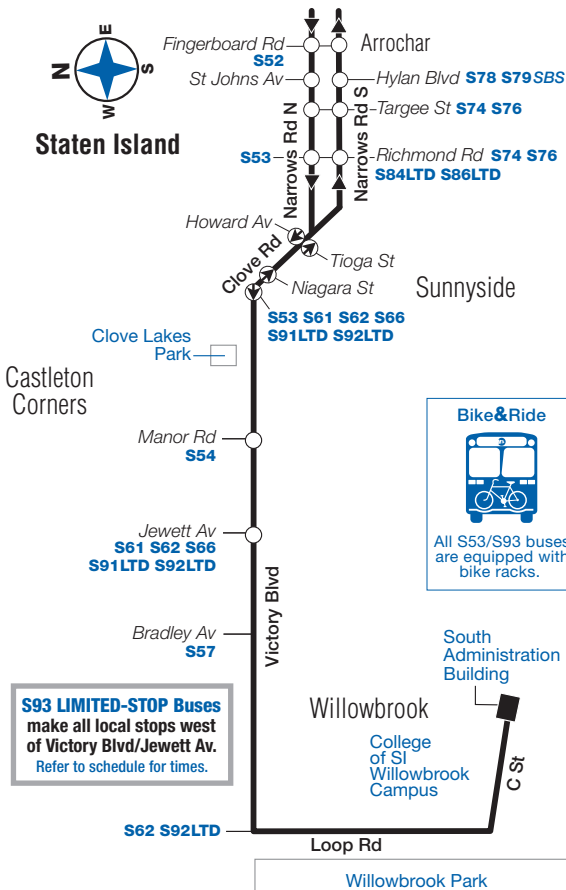 N
E
S
W
Staten Island
Fingerboard Rd
S52
St Johns Av
Arrochar
Hylan Blvd S78 S79SBS
Targee St S74 S76
S53
Richmond Rd S74 S76
S84LTD S86LTD
Narrows Rd N
Narrows Rd S
Howard Av
Clove Rd
Tioga St
Niagara St
Sunnyside
S53 S61 S62 S66
S91LTD S92LTD
Clove Lakes
Park
Castleton
Corners
Manor Rd
S54
Bike&Ride
All S53/S93 buses
are equipped with
bike racks.
Jewett Av
S61 S62 S66
S91LTD S92LTD
Victory Blvd
Bradley Av
S57
South
Administration
Building
S93 LIMITED-STOP Buses
make all local stops west
of Victory Blvd/Jewett Av.
Refer to schedule for times.
Willowbrook
College
of SI
Willowbrook
Campus
C St
S62 S92LTD
Loop Rd
Willowbrook Park